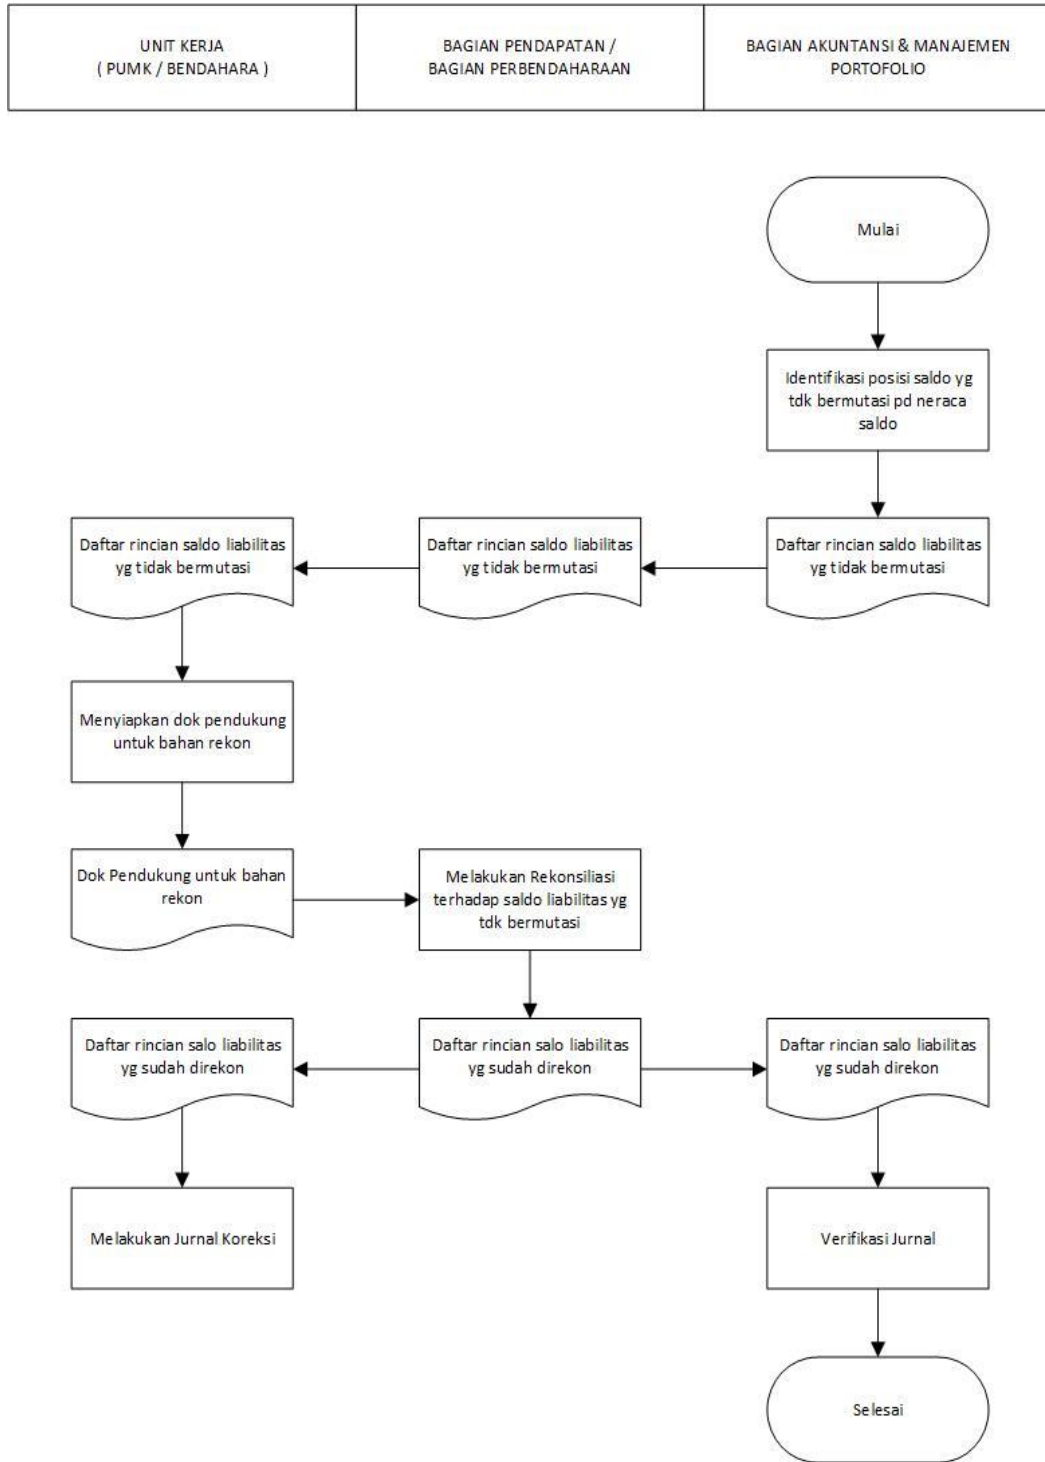 UNIT KERJA
( PUMK / BENDAHARA )
BAGIAN PENDAPATAN /
BAGIAN PERBENDAHARAAN
BAGIAN AKUNTANSI & MANAJEMEN
PORTOFOLIO
Mulai
Identifikasi posisi saldo yg
tdk bermutasi pd neraca
saldo
Daftar rincian saldo liabilitas
yg tidak bermutasi
Daftar rincian saldo liabilitas
yg tidak bermutasi
Daftar rincian saldo liabilitas
yg tidak bermutasi
Menyiapkan dok pendukung
untuk bahan rekon
Dok Pendukung untuk bahan
rekon
Melakukan Rekonsiliasi
terhadap saldo liabilitas yg
tdk bermutasi
Daftar rincian salo liabilitas
yg sudah direkon
Daftar rincian salo liabilitas
yg sudah direkon
Daftar rincian salo liabilitas
yg sudah direkon
Melakukan Jurnal Koreksi
Verifikasi Jurnal
Selesai